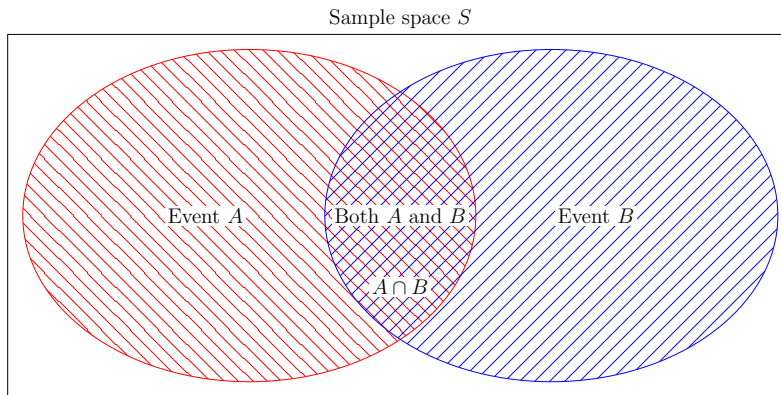 Sample space S
Event A
Both A and B
Event B
A ∩ B